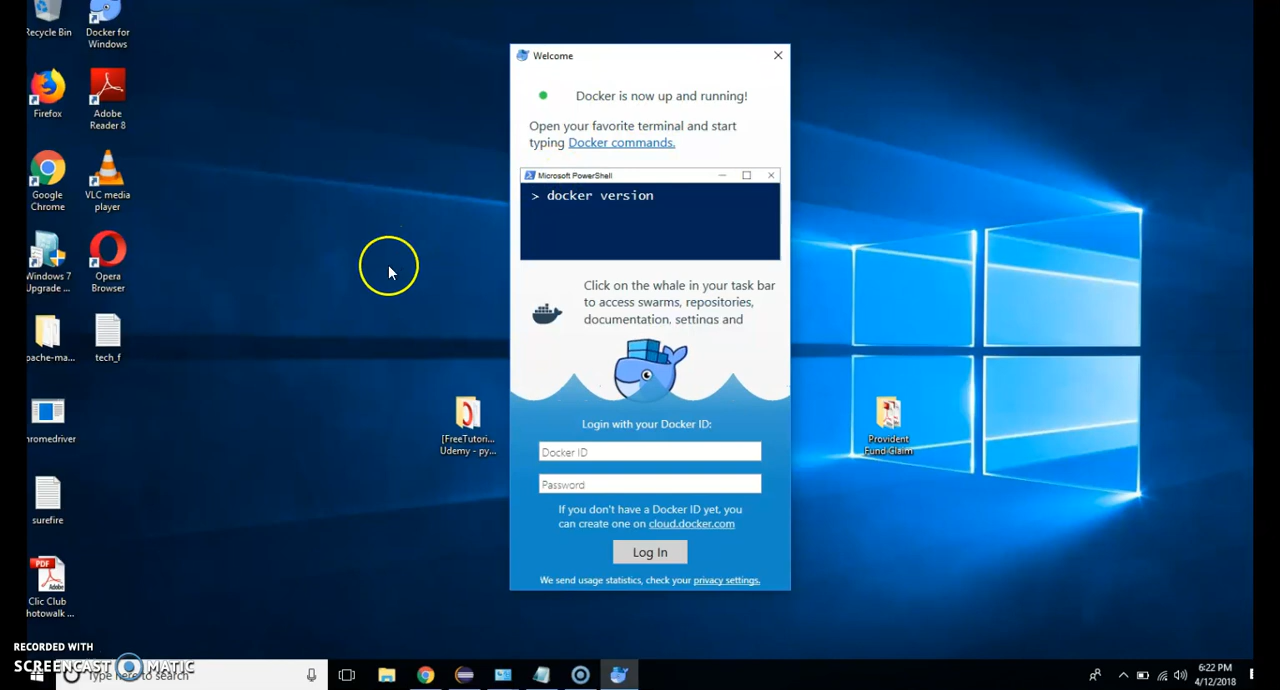 Recycle Bin
Docker for
Windows
Firefox
Adobe
Reader 8
Google
Chrome
VLC media
player
Windows 7
Upgrade ...
Opera
Browser
pache-ma...
tech_f
hromedriver
surefire
Clic Club
hotowalk ...
[FreeTutori...
Udemy - py...
Provident
Fund Claim
Welcome
Docker is now up and running!
Open your favorite terminal and start
typing Docker commands.
Microsoft PowerShell
> docker version
Click on the whale in your task bar
to access swarms, repositories,
documentation, settings and
Login with your Docker ID:
Docker ID
Password
If you don't have a Docker ID yet, you
can create one on cloud.docker.com
Log In
We send usage statistics, check your privacy settings.
RECORDED WITH
SCREENCAST MATIC
Type here to search
6:22 PM
4/12/2018
PDF
Adobe